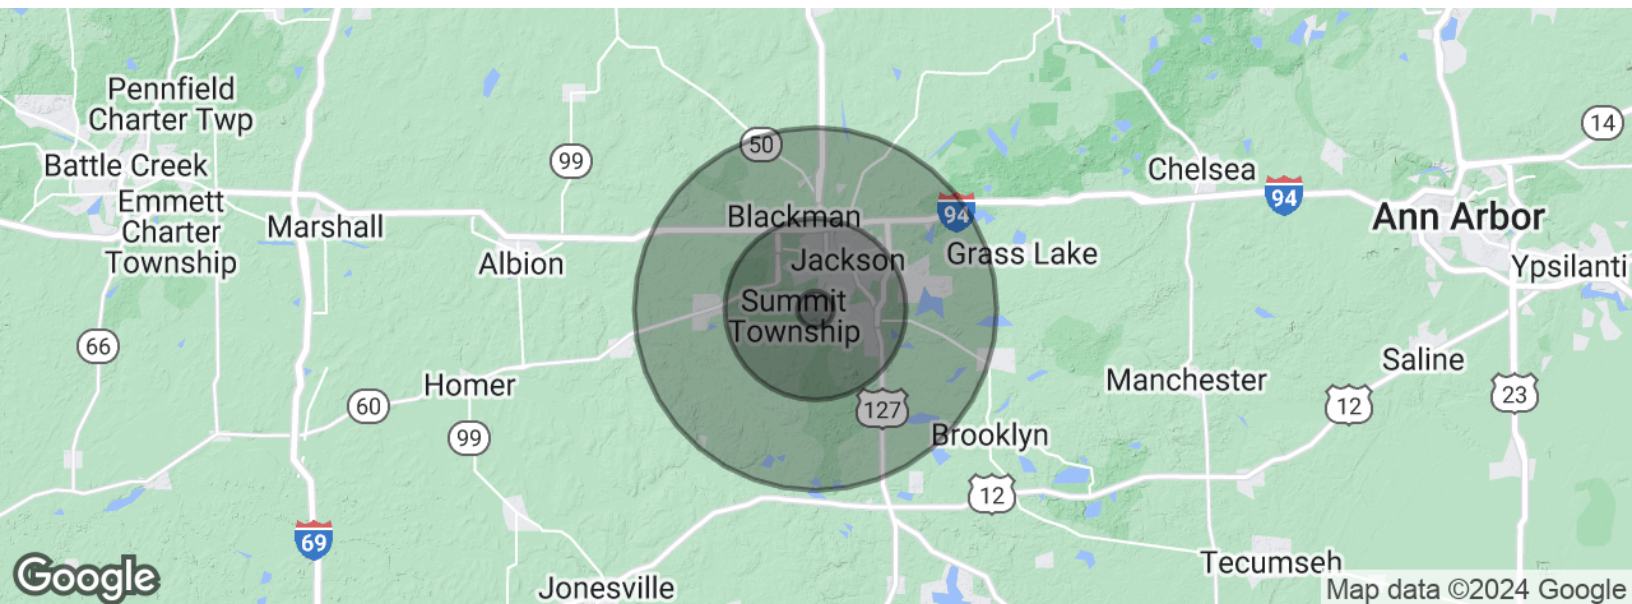 Pennfield
Charter Twp
50
14
99
Battle Creek
Chelsea
94
Emmett
Charter
Township
Marshall
Blackman
94
Ann Arbor
Albion
Jackson
Grass Lake
Ypsilanti
Summit
Township
66
Homer
60
Saline
Manchester
12
23
127
99
Brooklyn
12
69
Tecumseh
Jonesville
Google
Map data ©2024 Google